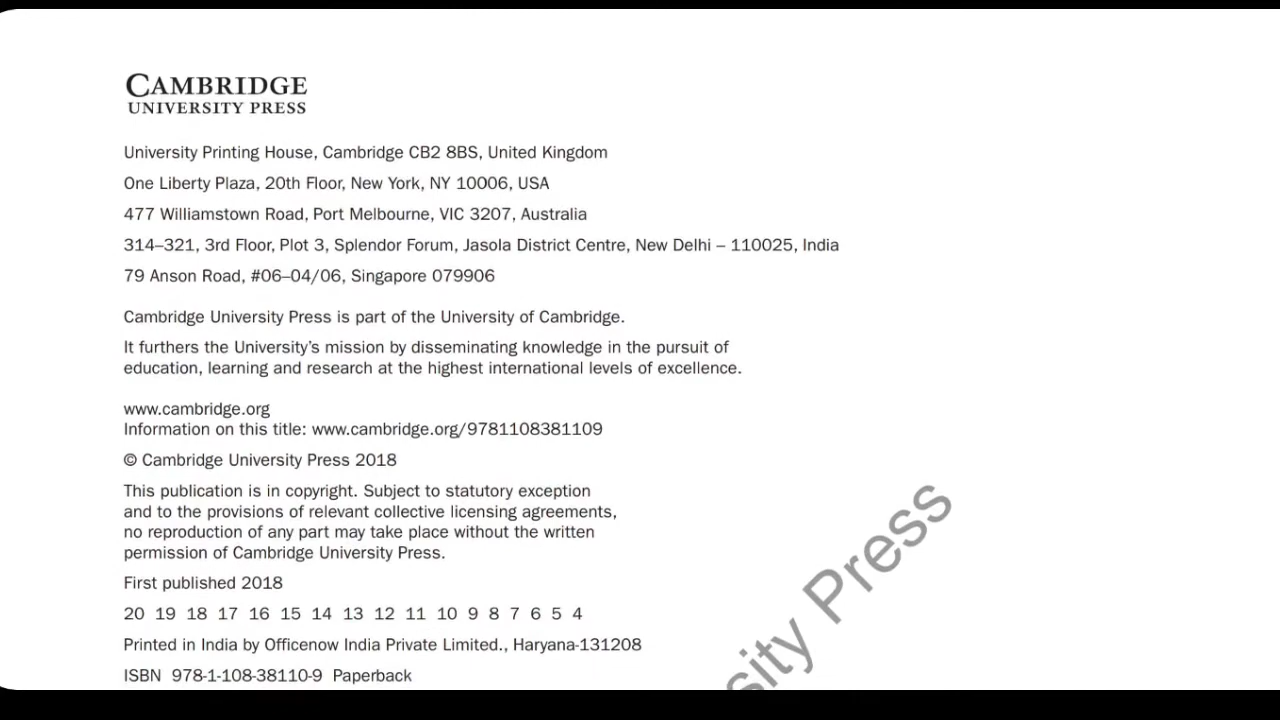 CAMBRIDGE
UNIVERSITY PRESS
University Printing House, Cambridge CB2 8BS, United Kingdom
One Liberty Plaza, 20th Floor, New York, NY 10006, USA
477 Williamstown Road, Port Melbourne, VIC 3207, Australia
314–321, 3rd Floor, Plot 3, Splendor Forum, Jasola District Centre, New Delhi – 110025, India
79 Anson Road, #06–04/06, Singapore 079906
Cambridge University Press is part of the University of Cambridge.
It furthers the University’s mission by disseminating knowledge in the pursuit of
education, learning and research at the highest international levels of excellence.
www.cambridge.org
Information on this title: www.cambridge.org/9781108381109
© Cambridge University Press 2018
This publication is in copyright. Subject to statutory exception
and to the provisions of relevant collective licensing agreements,
no reproduction of any part may take place without the written
permission of Cambridge University Press.
First published 2018
20 19 18 17 16 15 14 13 12 11 10 9 8 7 6 5 4
Printed in India by Officenow India Private Limited., Haryana-131208
ISBN 978-1-108-38110-9 Paperback
sity Press